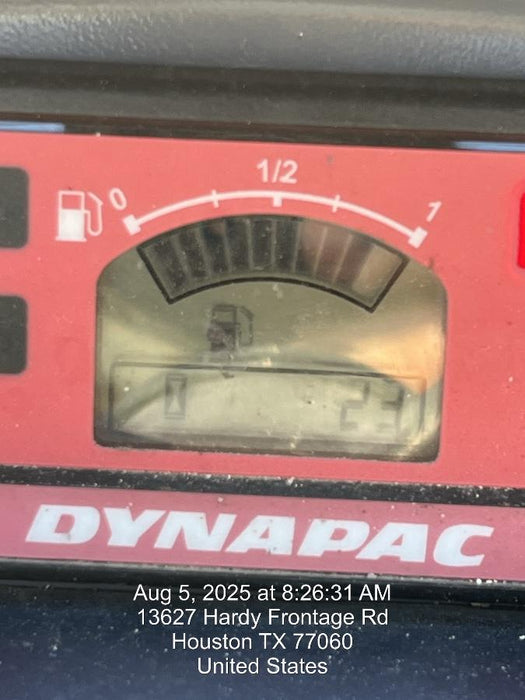 1/2
0
1
23
DYNAPAC
Aug 5, 2025 at 8:26:31 AM
13627 Hardy Frontage Rd
Houston TX 77060
United States